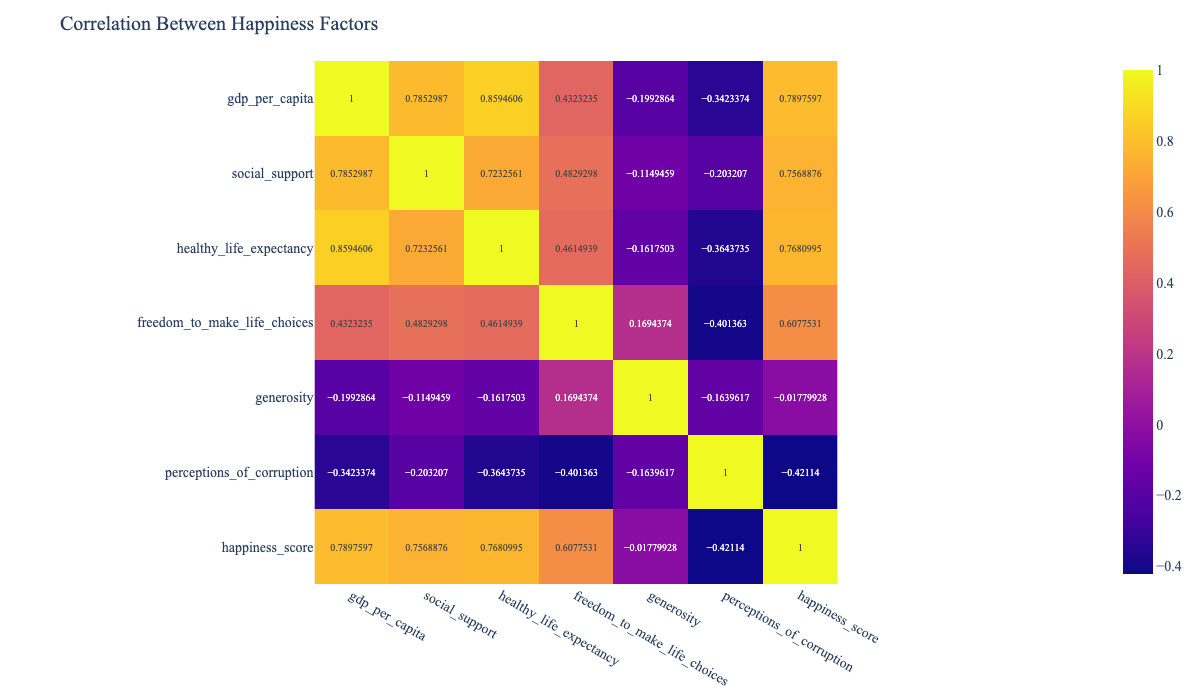 Correlation Between Happiness Factors
gdp_per_capita 1 0.7852987 0.8594606 0.4323235 −0.1992864 −0.3423374 0.7897597
social_support 0.7852987 1 0.7232561 0.4829298 −0.1149459 −0.203207 0.7568876
healthy_life_expectancy 0.8594606 0.7232561 1 0.4614939 −0.1617503 −0.3643735 0.7680995
freedom_to_make_life_choices 0.4323235 0.4829298 0.4614939 1 0.1694374 −0.401363 0.6077531
generosity −0.1992864 −0.1149459 −0.1617503 0.1694374 1 −0.1639617 −0.01779928
perceptions_of_corruption −0.3423374 −0.203207 −0.3643735 −0.401363 −0.1639617 1 −0.42114
happiness_score 0.7897597 0.7568876 0.7680995 0.6077531 −0.01779928 −0.42114 1
gdp_per_capita
social_support
healthy_life_expectancy
freedom_to_make_life_choices
generosity
perceptions_of_corruption
happiness_score
1
0.8
0.6
0.4
0.2
0
−0.2
−0.4